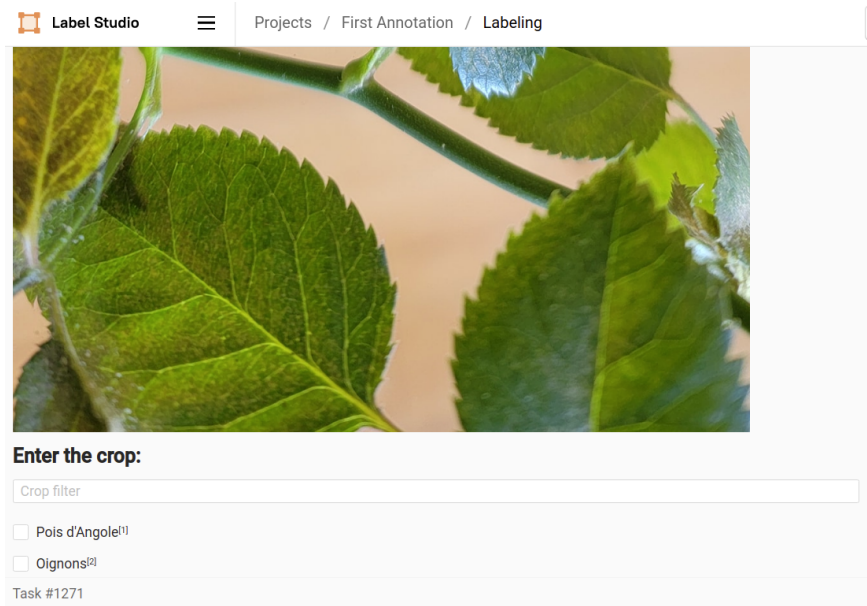 Label Studio
Projects / First Annotation / Labeling
Enter the crop:
Crop filter
Pois d'Angole[1]
Oignons[2]
Task #1271